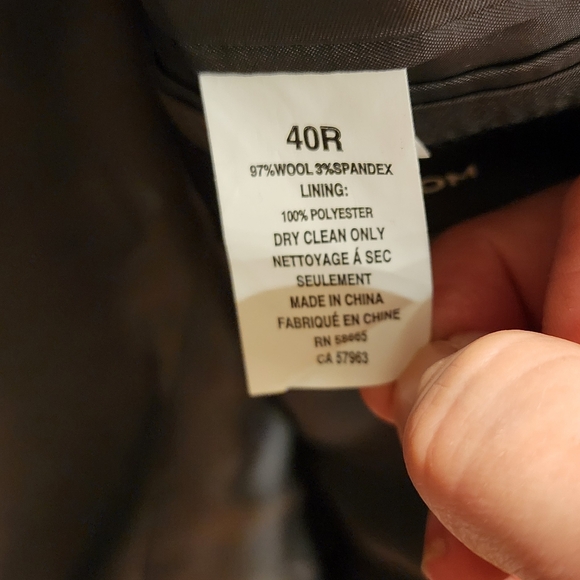 40R
97%WOOL 3%SPANDEX
LINING:
100% POLYESTER
DRY CLEAN ONLY
NETTOYAGE Á SEC
SEULEMENT
MADE IN CHINA
FABRIQUÉ EN CHINE
RN 58665
CA 57963
OM